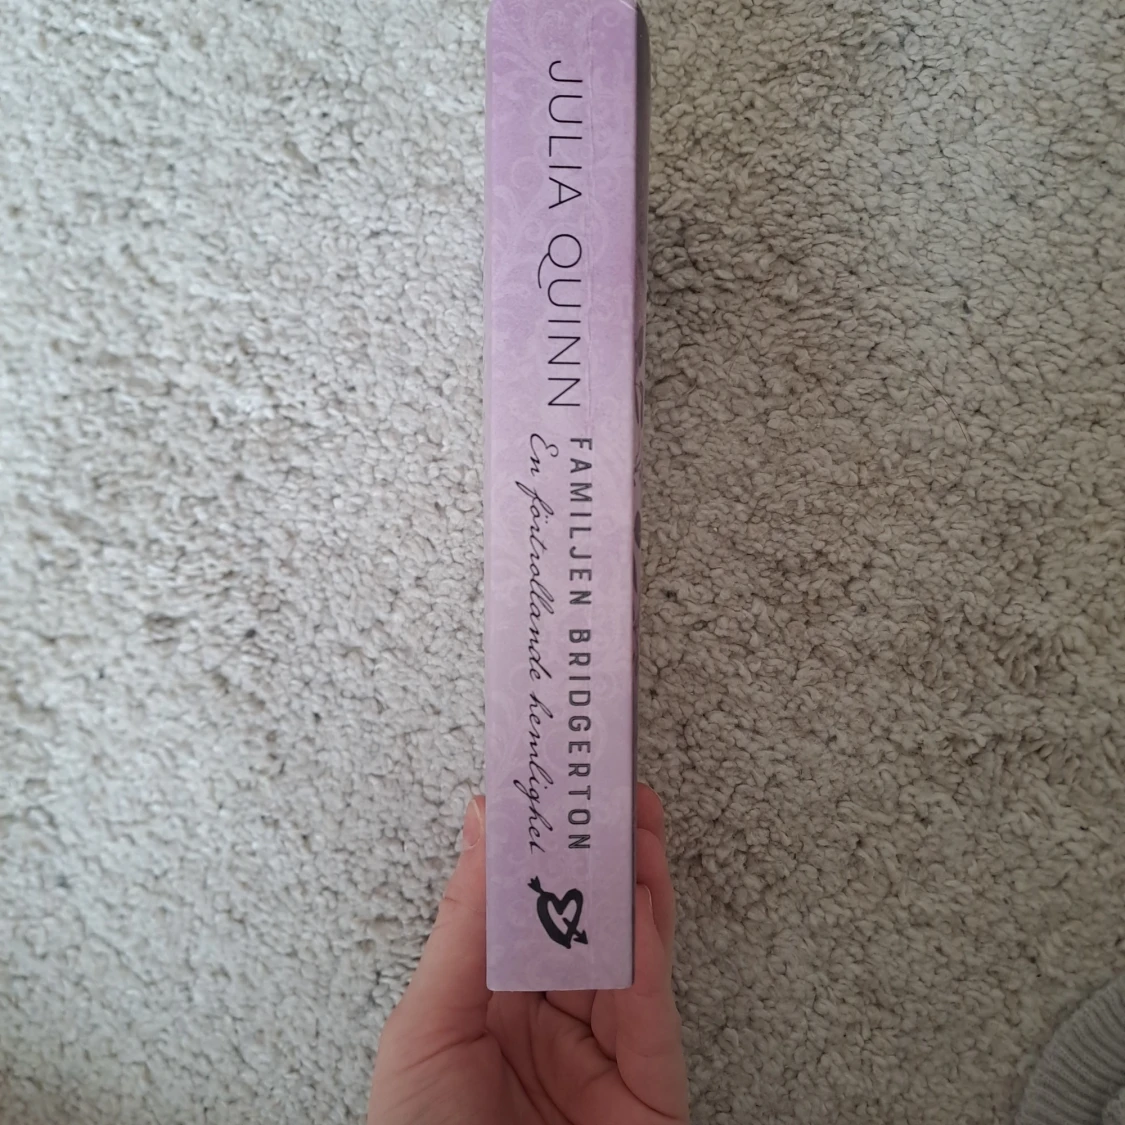 JULIA QUINN
FAMILJEN BRIDGERTON
En förtrollande hemlighet